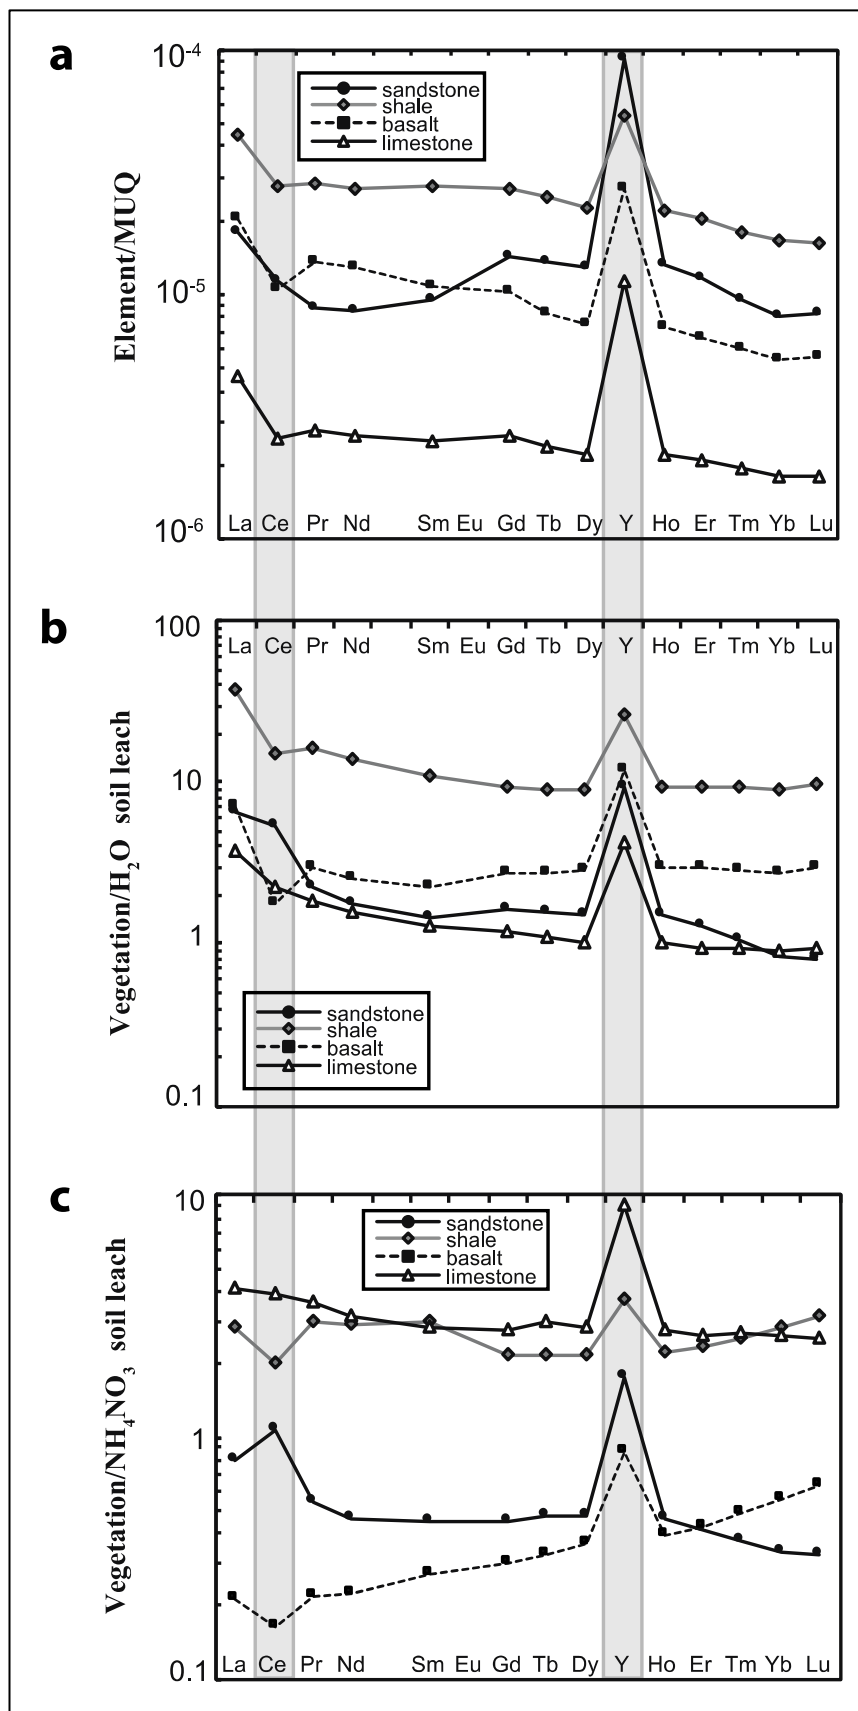 a
10-4
sandstone
shale
basalt
limestone
Element/MUQ
10-5
10-6
La Ce Pr Nd Sm Eu Gd Tb Dy Y Ho Er Tm Yb Lu
b
100
La Ce Pr Nd Sm Eu Gd Tb Dy Y Ho Er Tm Yb Lu
Vegetation/H2O soil leach
10
1
sandstone
shale
basalt
limestone
0.1
c
10
sandstone
shale
basalt
limestone
Vegetation/NH4NO3 soil leach
1
0.1
La Ce Pr Nd Sm Eu Gd Tb Dy Y Ho Er Tm Yb Lu